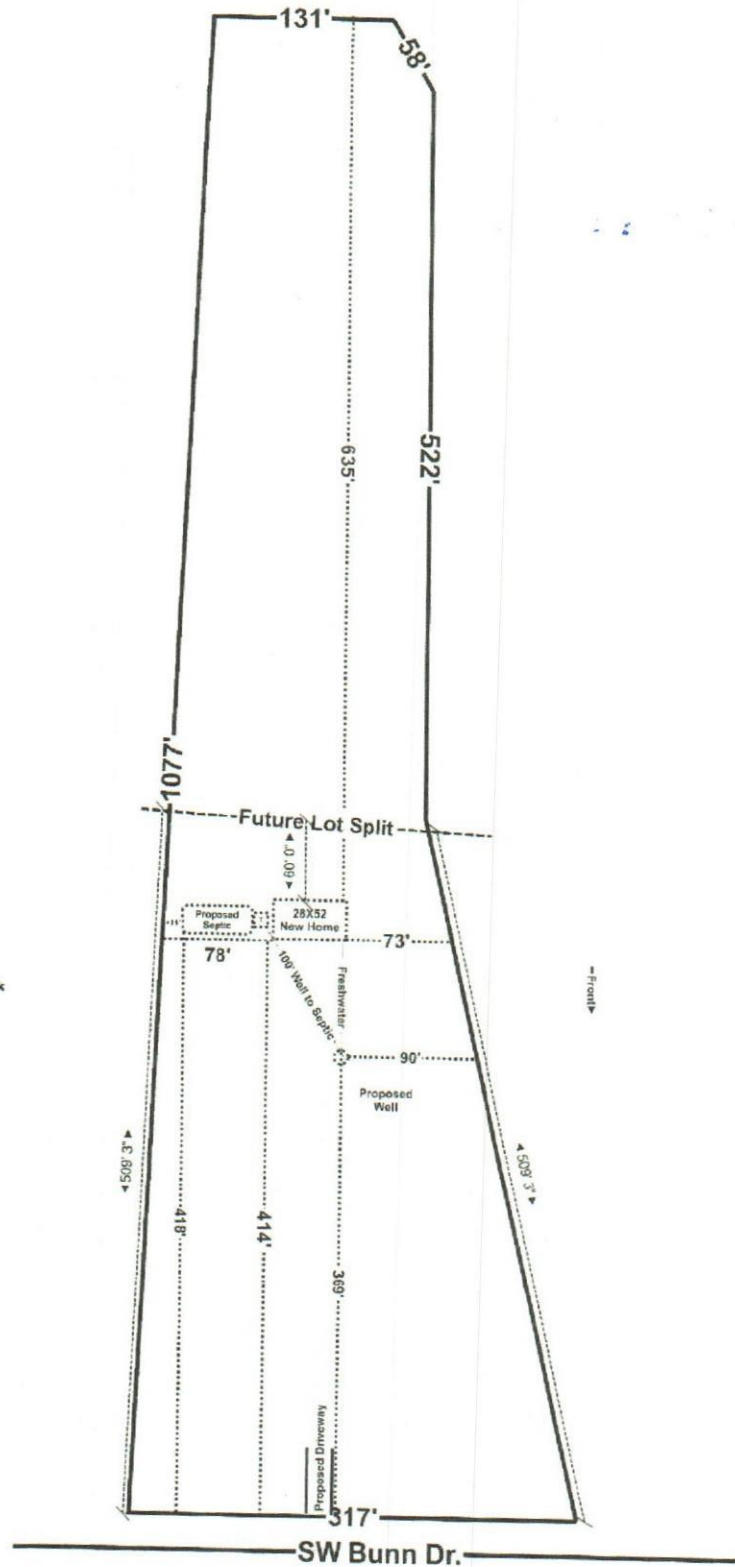 131'
58'
635'
522'
1077'
Future Lot Split
60' 0"
Proposed
Septic
28X52
New Home
78'
73'
100' Well to Septic
Freshwater
-Front
90'
Proposed
Well
509' 3"
509' 3"
418'
414'
369'
Proposed Driveway
317'
SW Bunn Dr.